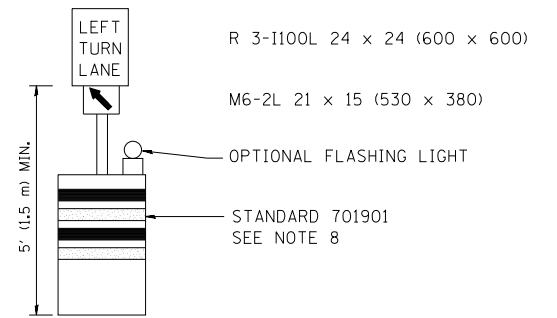 LEFT
TURN
LANE
R 3-I100L 24 x 24 (600 x 600)
M6-2L 21 x 15 (530 x 380)
OPTIONAL FLASHING LIGHT
5' (1.5 m) MIN.
STANDARD 701901
SEE NOTE 8